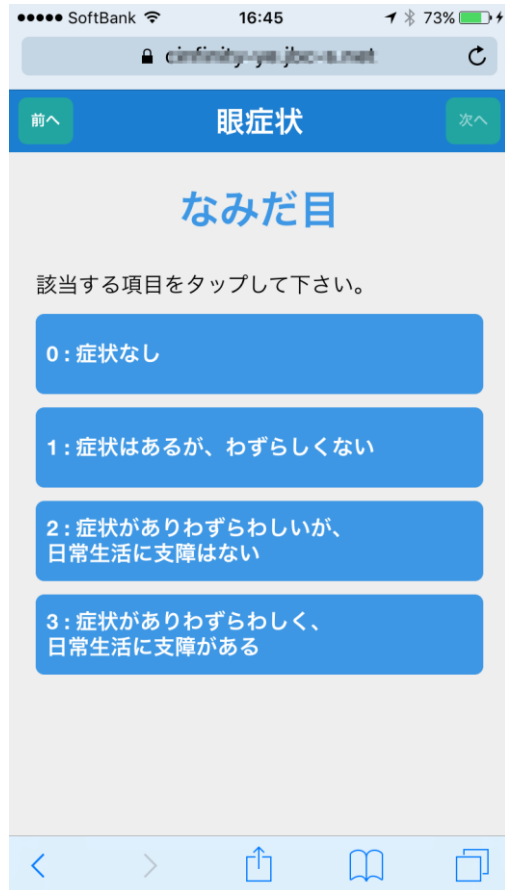 SoftBank 16:45 73%
前へ 眼症状 次へ
なみだ目
該当する項目をタップして下さい。
0 : 症状なし
1 : 症状はあるが、わずらしくない
2 : 症状がありわずらわしいが、
日常生活に支障はない
3 : 症状がありわずらわしく、
日常生活に支障がある